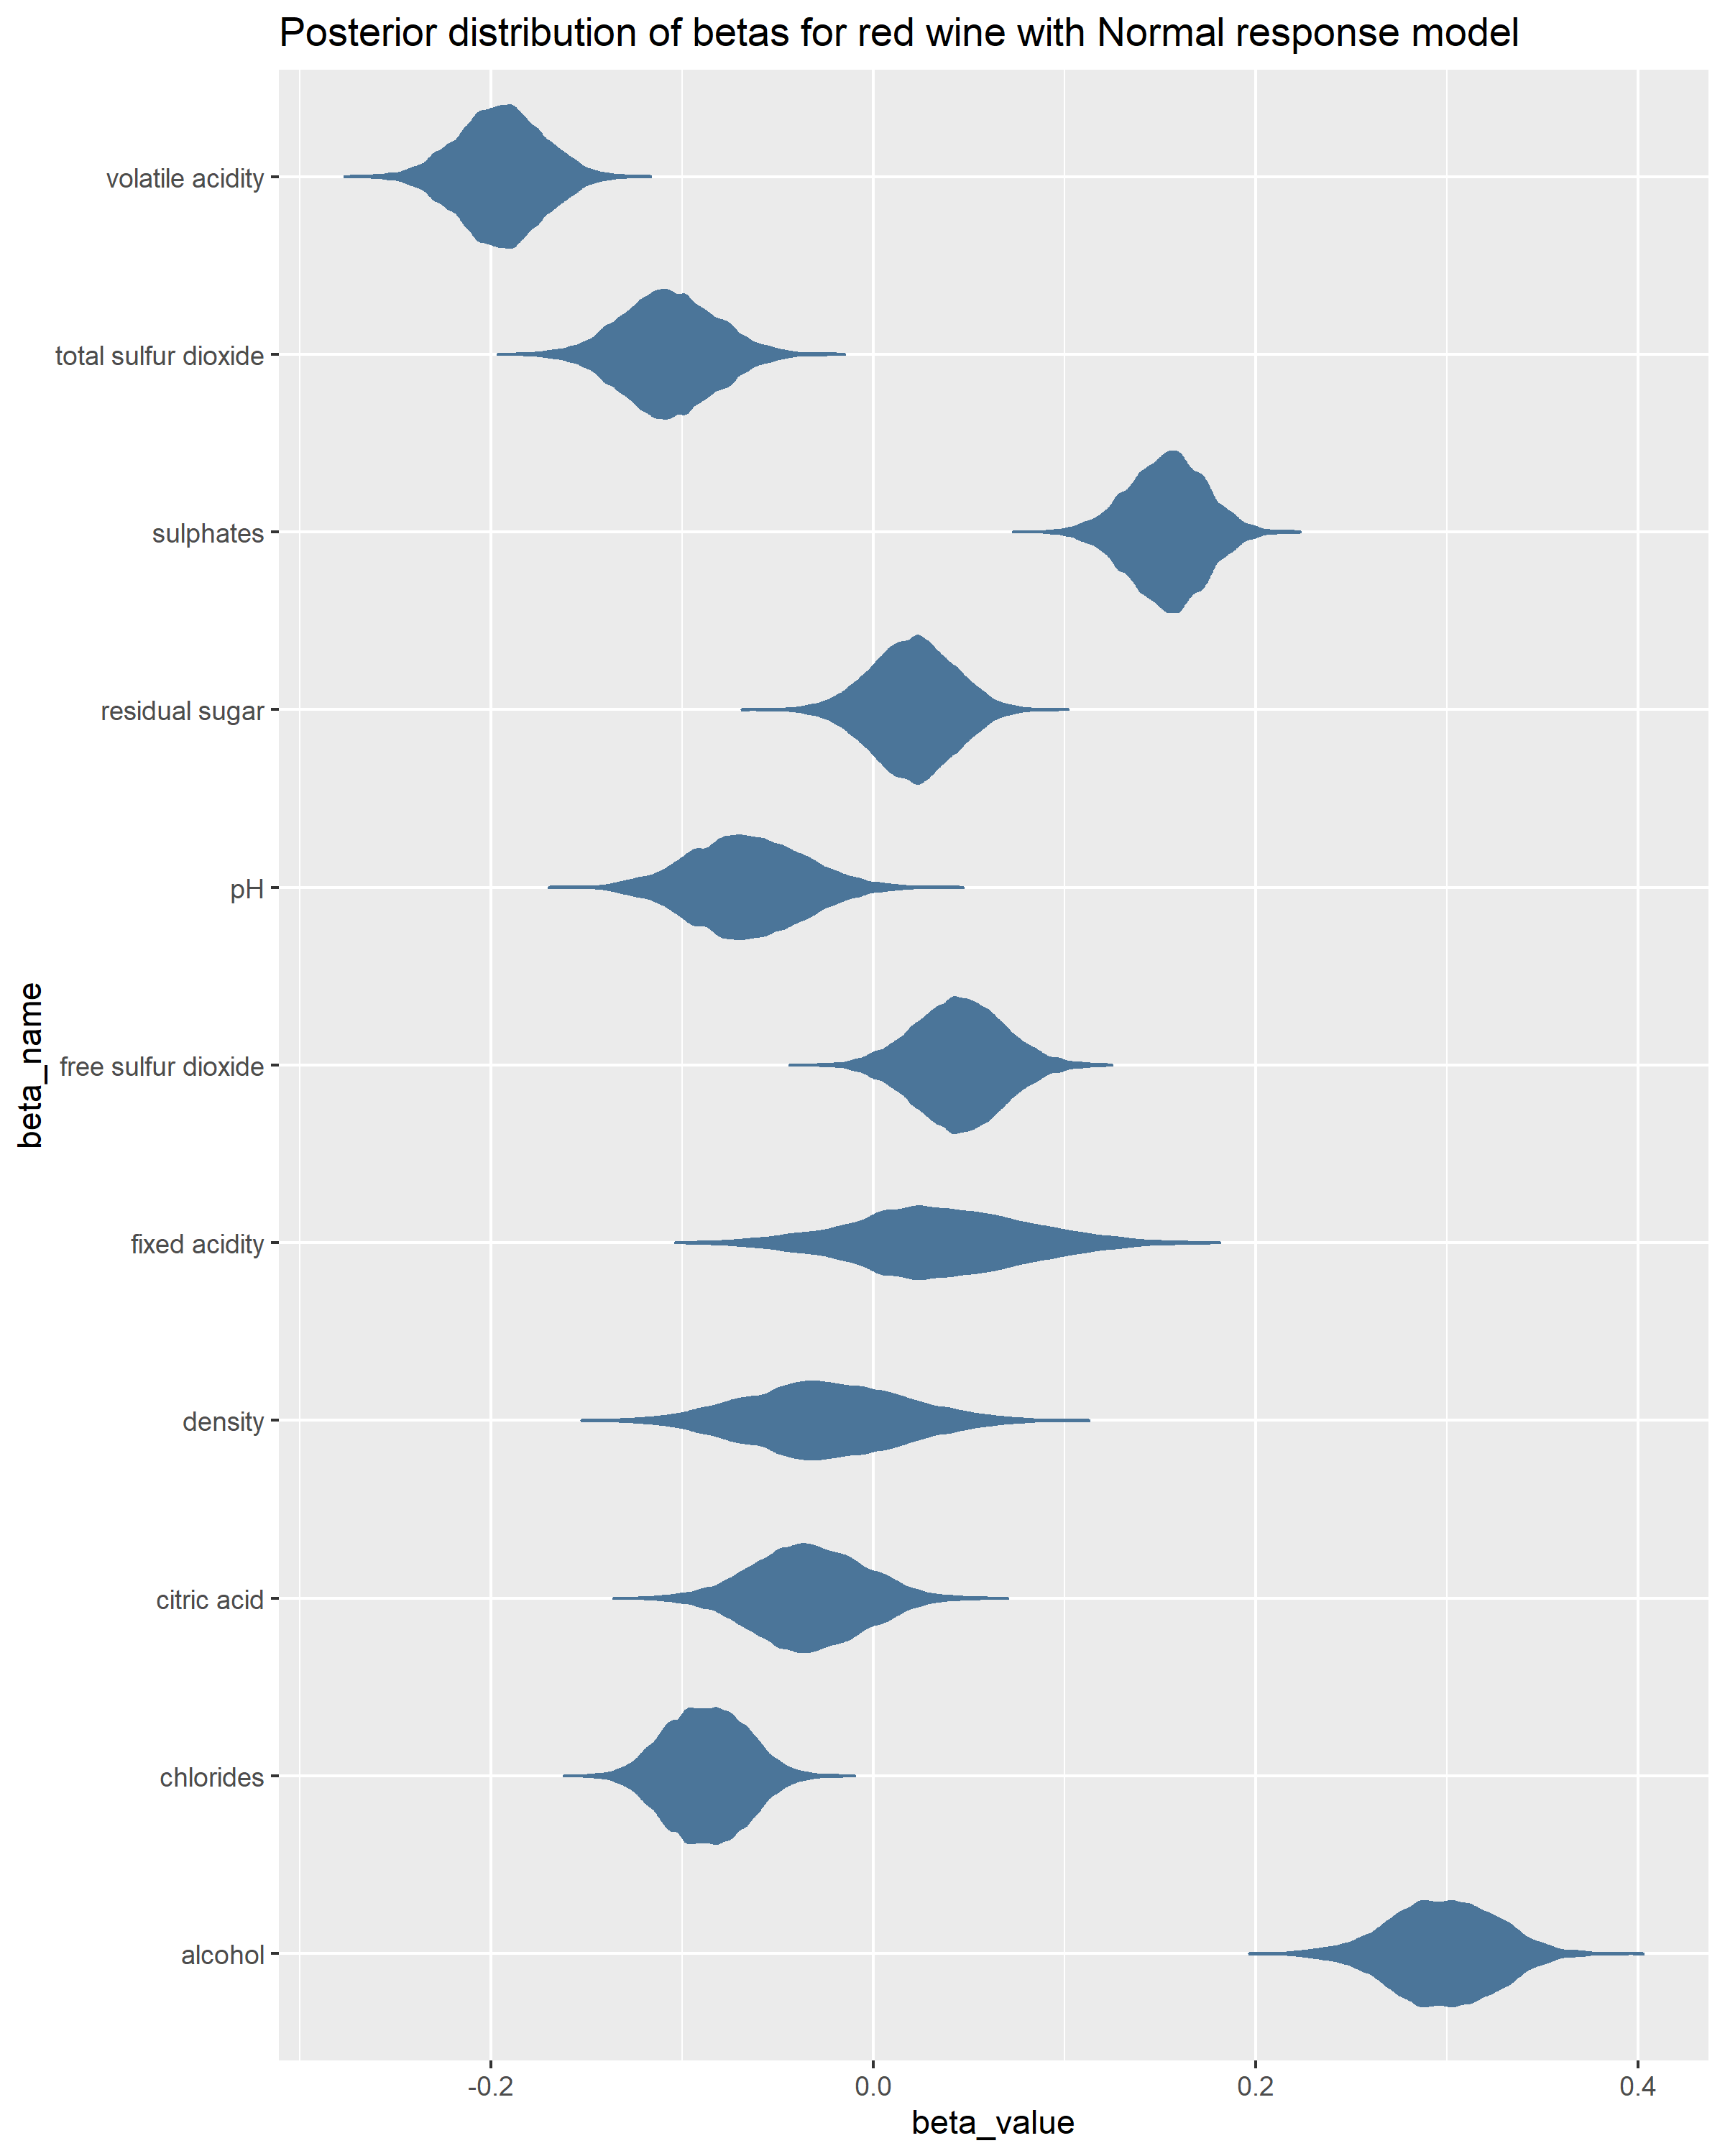 Posterior distribution of betas for red wine with Normal response model
volatile acidity
total sulfur dioxide
sulphates
residual sugar
pH
free sulfur dioxide
fixed acidity
density
citric acid
chlorides
alcohol
beta_name
-0.2 0.0 0.2 0.4
beta_value